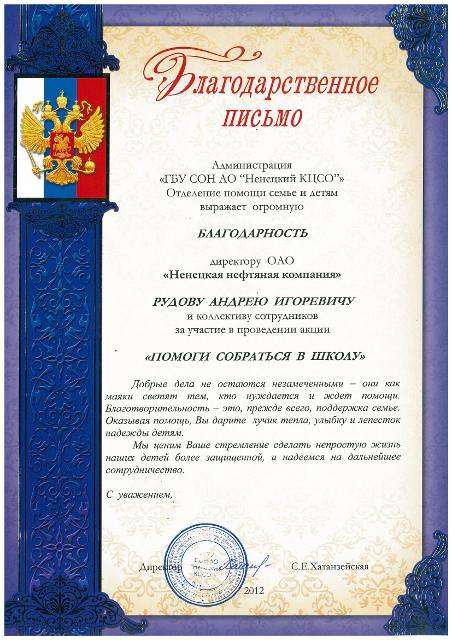 Благодарственное
письмо
Администрация
«ГБУ СОН АО "Ненецкий КЦСО"»
Отделение помощи семье и детям
выражает огромную
БЛАГОДАРНОСТЬ
директору ОАО
«Ненецкая нефтяная компания»
РУДОВУ АНДРЕЮ ИГОРЕВИЧУ
и коллективу сотрудников
за участие в проведении акции
«ПОМОГИ СОБРАТЬСЯ В ШКОЛУ»
Добрые дела не остаются незамеченными – они как
маяки светят тем, кто нуждается и ждет помощи.
Благотворительность – это, прежде всего, поддержка семье.
Оказывая помощь, Вы дарите лучик тепла, улыбку и лепесток
надежды детям.
Мы ценим Ваше стремление сделать непростую жизнь
наших детей более защищенной, и надеемся на дальнейшее
сотрудничество.
С уважением,
Директор С.Е.Хатанзейская
2012